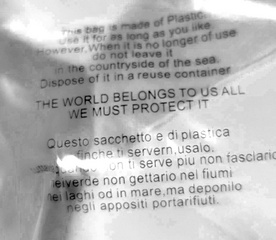 This bag is made of Plastic
Use it for as long as you like
However, When it is no longer of use
do not leave it
in the countryside of the sea.
Dispose of it in a reuse container
THE WORLD BELONGS TO US ALL
WE MUST PROTECT IT
Questo sacchetto e di plastica
finche ti servern,usalo.
non ti serve piu non fasciarlo
nelverde non gettario nei fiumi
nei laghi od in mare,ma deponilo
negli appositi portarifiuti.